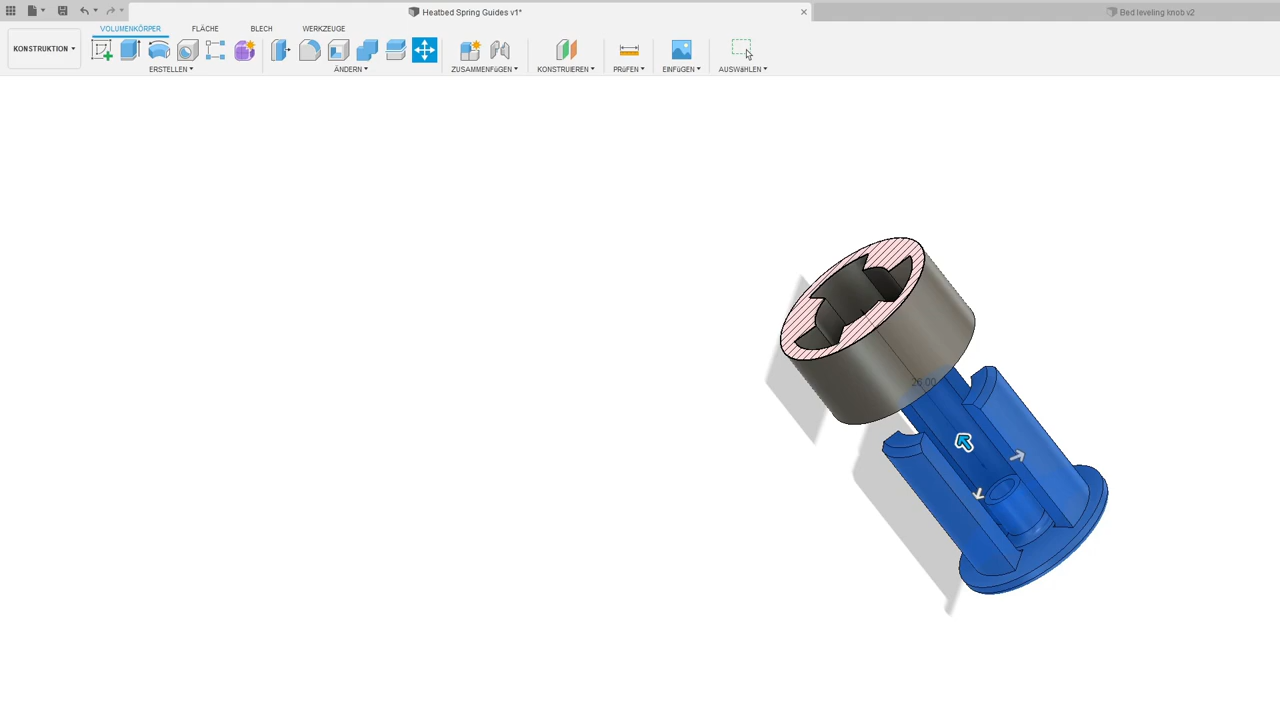 Heatbed Spring Guides v1*
Bed leveling knob v2
VOLUMENKÖRPER FLÄCHE BLECH WERKZEUGE
KONSTRUKTION
ERSTELLEN ÄNDERN ZUSAMMENFÜGEN KONSTRUIEREN PRÜFEN EINFÜGEN AUSWÄHLEN